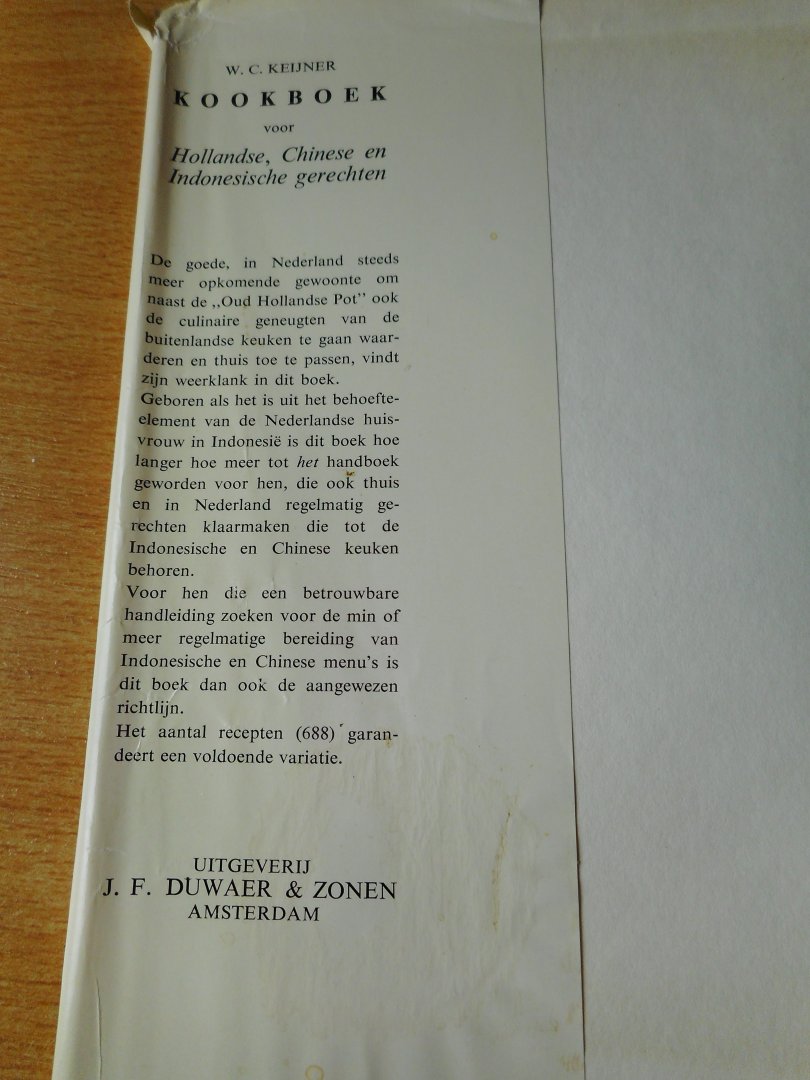 W. C. KEIJNER
KOOKBOEK
voor
Hollandse, Chinese en
Indonesische gerechten
De goede, in Nederland steeds
meer opkomende gewoonte om
naast de „Oud Hollandse Pot” ook
de culinaire geneugten van de
buitenlandse keuken te gaan waar-
deren en thuis toe te passen, vindt
zijn weerklank in dit boek.
Geboren als het is uit het behoefte-
element van de Nederlandse huis-
vrouw in Indonesië is dit boek hoe
langer hoe meer tot het handboek
geworden voor hen, die ook thuis
en in Nederland regelmatig ge-
rechten klaarmaken die tot de
Indonesische en Chinese keuken
behoren.
Voor hen die een betrouwbare
handleiding zoeken voor de min of
meer regelmatige bereiding van
Indonesische en Chinese menu's is
dit boek dan ook de aangewezen
richtlijn.
Het aantal recepten (688) garan-
deert een voldoende variatie.
UITGEVERIJ
J. F. DUWAER & ZONEN
AMSTERDAM